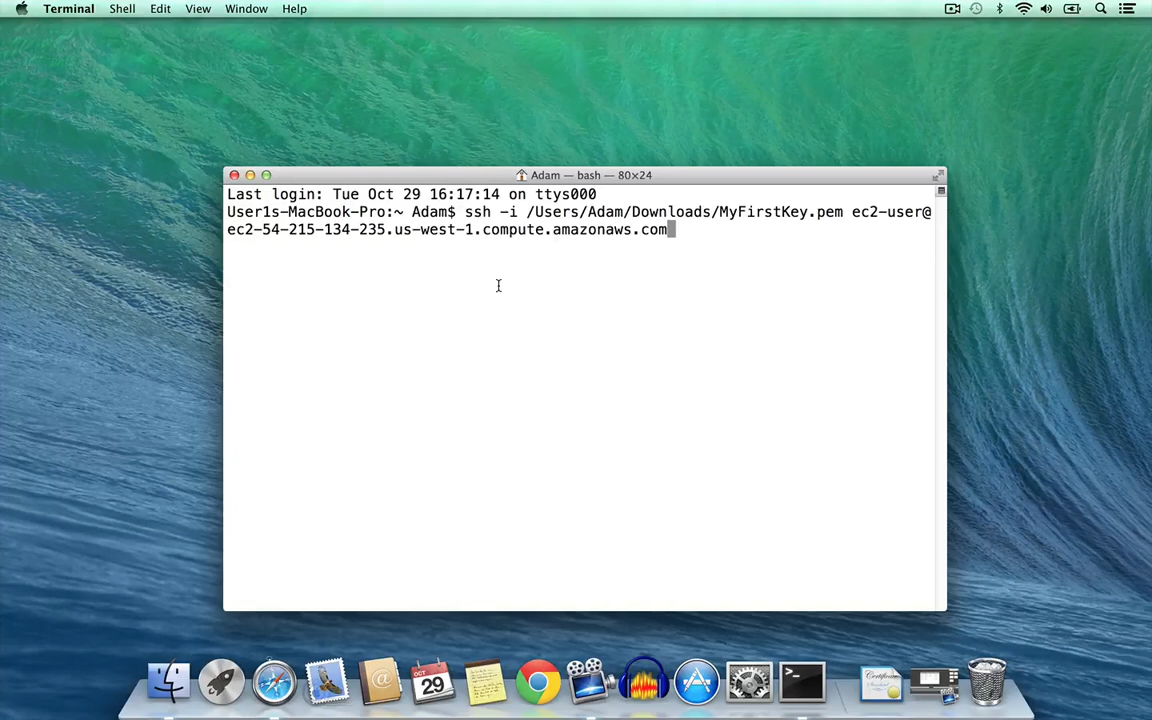 Terminal Shell Edit View Window Help
Adam — bash — 80×24
Last login: Tue Oct 29 16:17:14 on ttys000
User1s-MacBook-Pro:~ Adam$ ssh -i /Users/Adam/Downloads/MyFirstKey.pem ec2-user@
ec2-54-215-134-235.us-west-1.compute.amazonaws.com
OCT
29
>_